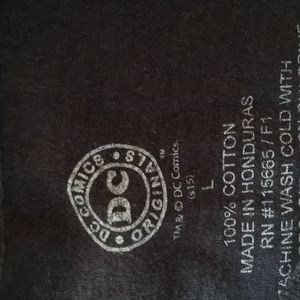 DC COMICS
DC
ORIGINALS
™ & © DC Comics.
(s15)
L
100% COTTON
MADE IN HONDURAS
RN #115665 / F1
MACHINE WASH COLD WITH